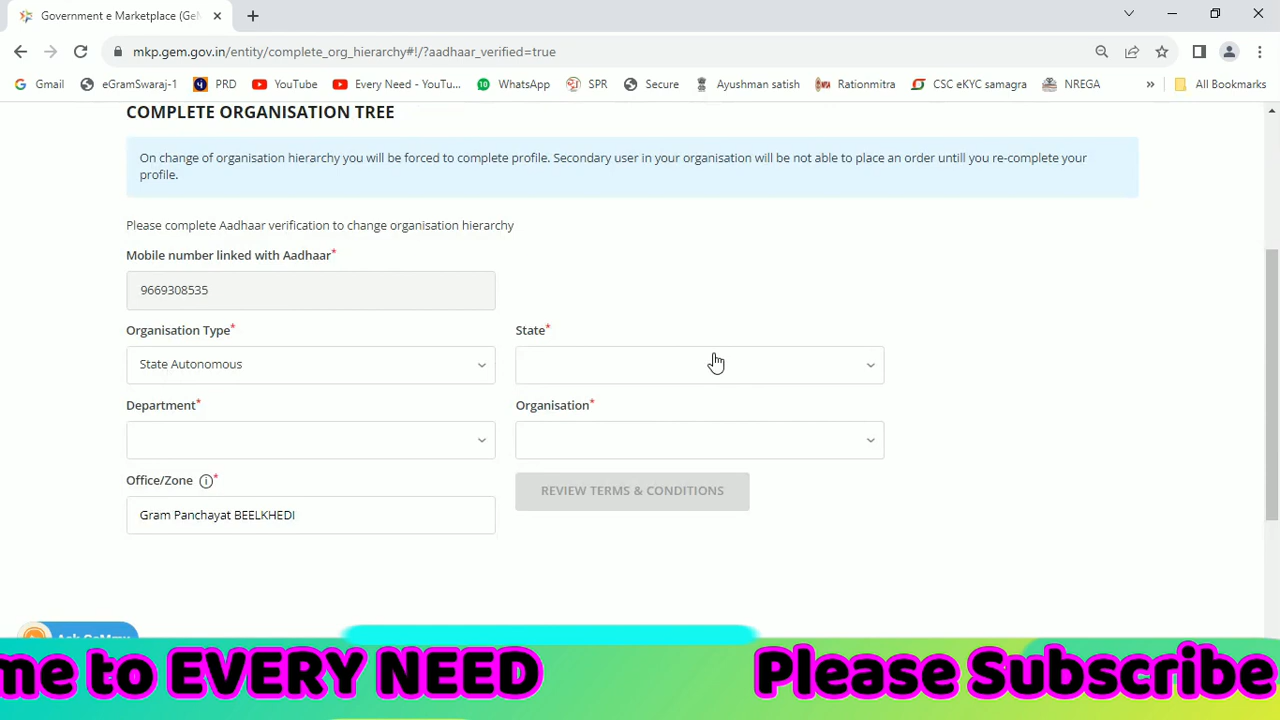 Government e Marketplace (GeM
mkp.gem.gov.in/entity/complete_org_hierarchy#!/?aadhaar_verified=true
Gmail eGramSwaraj-1 PRD YouTube Every Need - YouTu... WhatsApp SPR Secure Ayushman satish Rationmitra CSC eKYC samagra NREGA » All Bookmarks
COMPLETE ORGANISATION TREE
On change of organisation hierarchy you will be forced to complete profile. Secondary user in your organisation will be not able to place an order untill you re-complete your
profile.
Please complete Aadhaar verification to change organisation hierarchy
Mobile number linked with Aadhaar*
9669308535
Organisation Type* State*
State Autonomous
Department* Organisation*
Office/Zone *
REVIEW TERMS & CONDITIONS
Gram Panchayat BEELKHEDI
me to EVERY NEED Please Subscribe